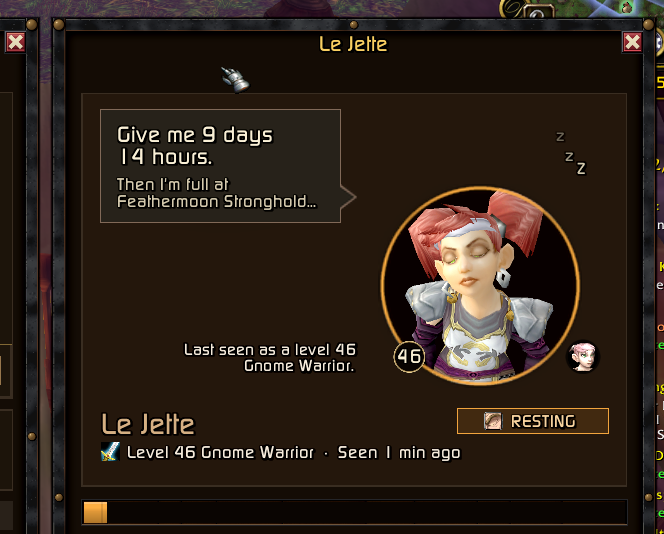 Le Jette
Give me 9 days
14 hours.
Then I'm full at
Feathermoon Stronghold...
z
z
z
Last seen as a level 46
Gnome Warrior.
46
Le Jette
RESTING
Level 46 Gnome Warrior · Seen 1 min ago